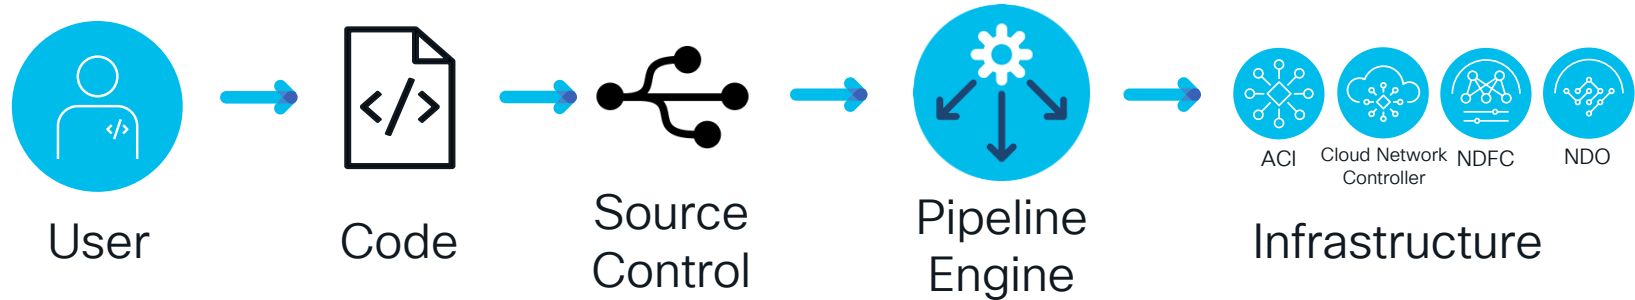 User
</>
Code
</>
Source
Control
Pipeline
Engine
ACI
Cloud Network
Controller
NDFC
NDO
Infrastructure